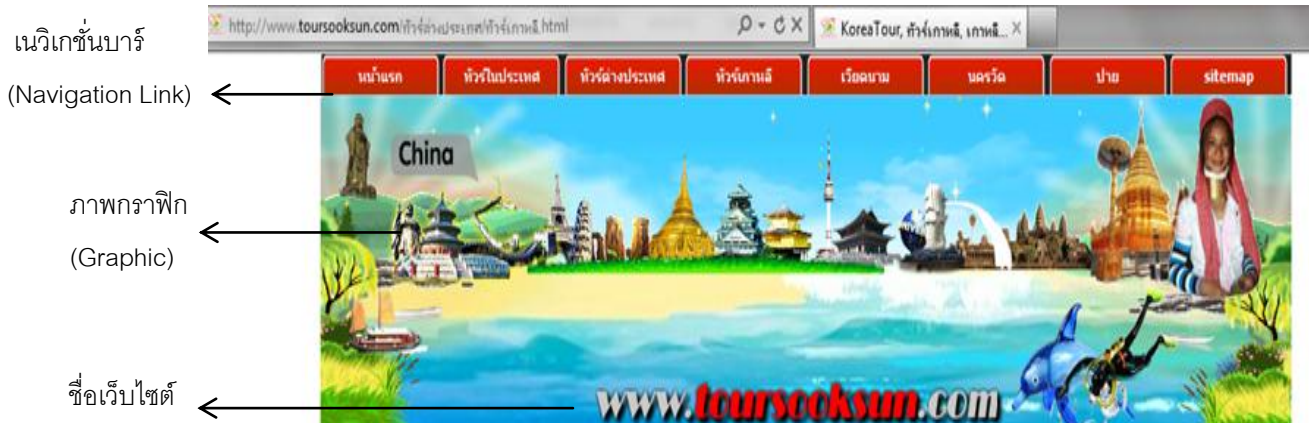 http://www.toursooksun.com/ทัวร์ต่างประเทศ/ทัวร์เกาหลี.html
KoreaTour, ทัวร์เกาหลี, เกาหลี...
เนวิเกชั่นบาร์
(Navigation Link)
หน้าแรก ทัวร์ในประเทศ ทัวร์ต่างประเทศ ทัวร์เกาหลี เวียดนาม นครวัด ปาย sitemap
China
ภาพกราฟิก
(Graphic)
ชื่อเว็บไซต์
www.toursooksun.com